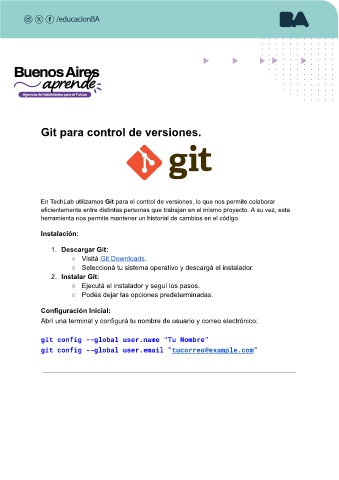 /educacionBA
BA
Buenos Aires
aprende
Agencia de Habilidades para el Futuro
Git para control de versiones.
git
En TechLab utilizamos Git para el control de versiones, lo que nos permite colaborar
eficientemente entre distintas personas que trabajan en el mismo proyecto. A su vez, esta
herramienta nos permite mantener un historial de cambios en el código.
Instalación:
1. Descargar Git:
○ Visitá Git Downloads.
○ Seleccioná tu sistema operativo y descargá el instalador.
2. Instalar Git:
○ Ejecutá el instalador y seguí los pasos.
○ Podés dejar las opciones predeterminadas.
Configuración Inicial:
Abrí una terminal y configurá tu nombre de usuario y correo electrónico:
git config --global user.name "Tu Nombre"
git config --global user.email "tucorreo@example.com"